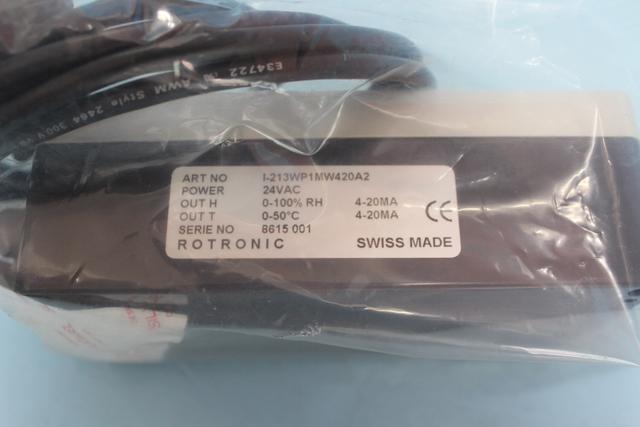 E34722 AWM Style 2464 300V
ART NO I-213WP1MW420A2
POWER 24VAC
OUT H 0-100% RH 4-20MA
OUT T 0-50°C 4-20MA
SERIE NO 8615 001
CE
ROTRONIC SWISS MADE